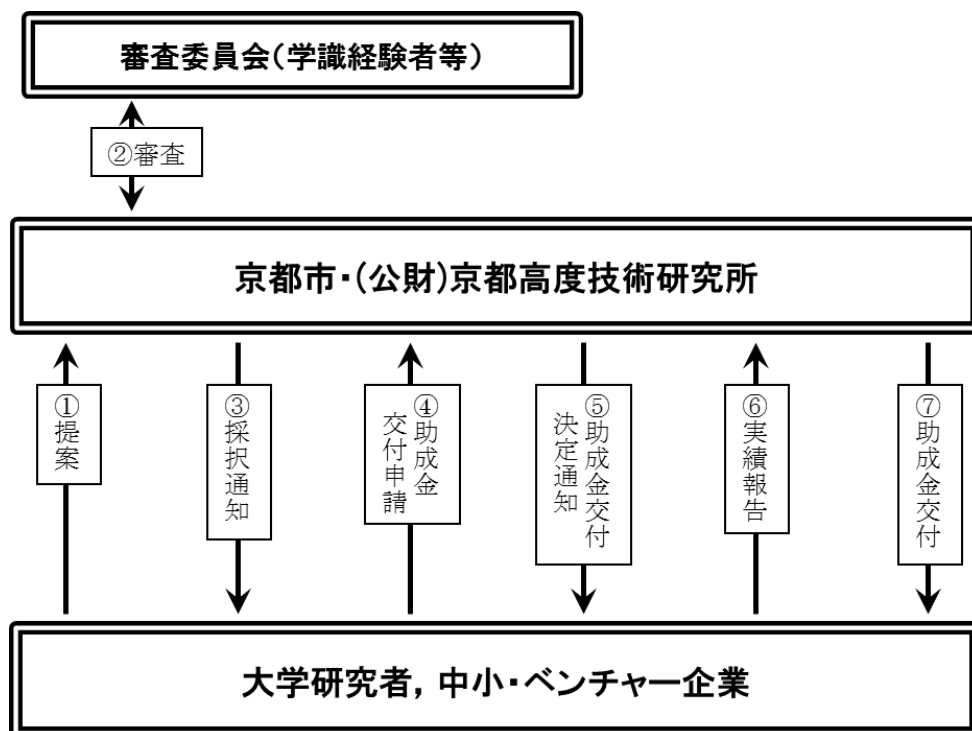 審査委員会(学識経験者等)
②審査
京都市・(公財)京都高度技術研究所
①提案
③採択通知
④助成金
交付申請
⑤助成金交付
決定通知
⑥実績報告
⑦助成金交付
大学研究者，中小・ベンチャー企業